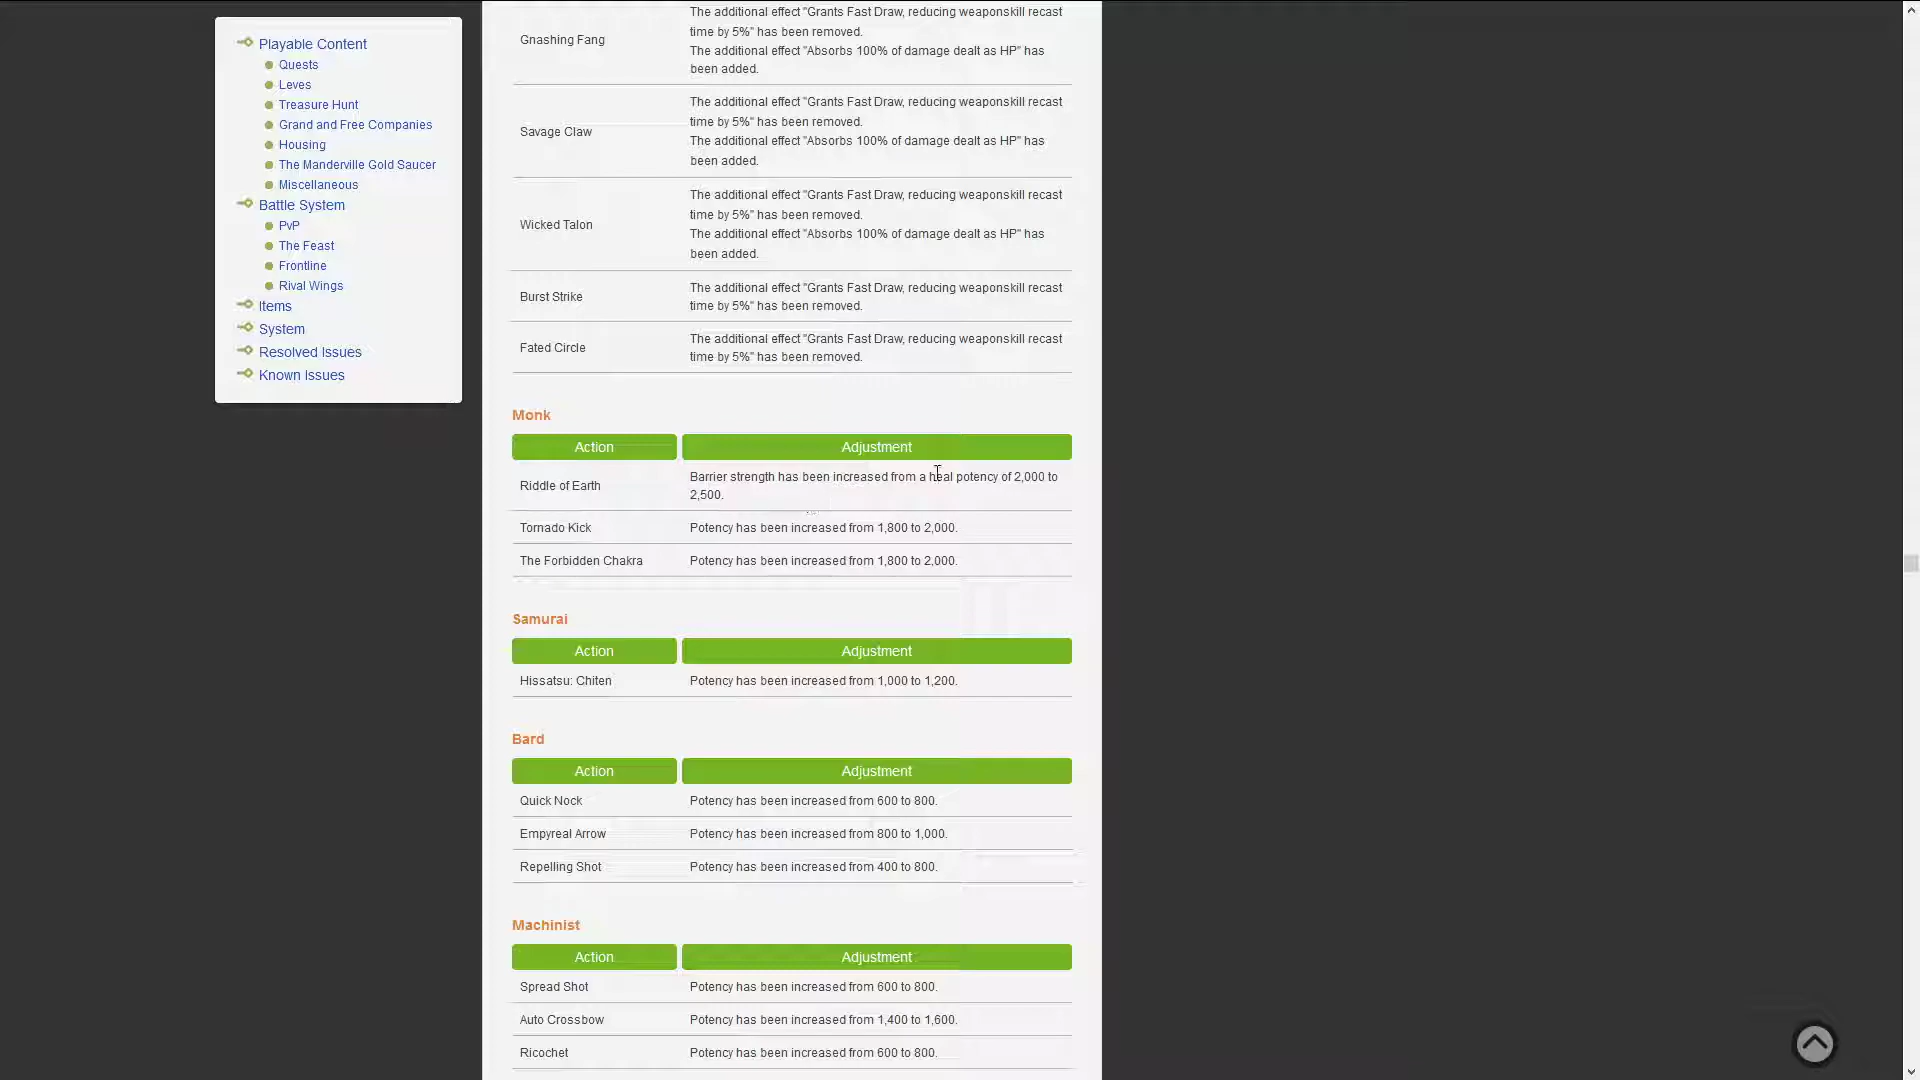 Playable Content
Quests
Leves
Treasure Hunt
Grand and Free Companies
Housing
The Manderville Gold Saucer
Miscellaneous
Battle System
PvP
The Feast
Frontline
Rival Wings
Items
System
Resolved Issues
Known Issues
Gnashing Fang
The additional effect "Grants Fast Draw, reducing weaponskill recast
time by 5%" has been removed.
The additional effect "Absorbs 100% of damage dealt as HP" has
been added.
Savage Claw
The additional effect "Grants Fast Draw, reducing weaponskill recast
time by 5%" has been removed.
The additional effect "Absorbs 100% of damage dealt as HP" has
been added.
Wicked Talon
The additional effect "Grants Fast Draw, reducing weaponskill recast
time by 5%" has been removed.
The additional effect "Absorbs 100% of damage dealt as HP" has
been added.
Burst Strike
The additional effect "Grants Fast Draw, reducing weaponskill recast
time by 5%" has been removed.
Fated Circle
The additional effect "Grants Fast Draw, reducing weaponskill recast
time by 5%" has been removed.
Monk
Action Adjustment
Riddle of Earth
Barrier strength has been increased from a heal potency of 2,000 to
2,500.
Tornado Kick Potency has been increased from 1,800 to 2,000.
The Forbidden Chakra Potency has been increased from 1,800 to 2,000.
Samurai
Action Adjustment
Hissatsu: Chiten Potency has been increased from 1,000 to 1,200.
Bard
Action Adjustment
Quick Nock Potency has been increased from 600 to 800.
Empyreal Arrow Potency has been increased from 800 to 1,000.
Repelling Shot Potency has been increased from 400 to 800.
Machinist
Action Adjustment
Spread Shot Potency has been increased from 600 to 800.
Auto Crossbow Potency has been increased from 1,400 to 1,600.
Ricochet Potency has been increased from 600 to 800.